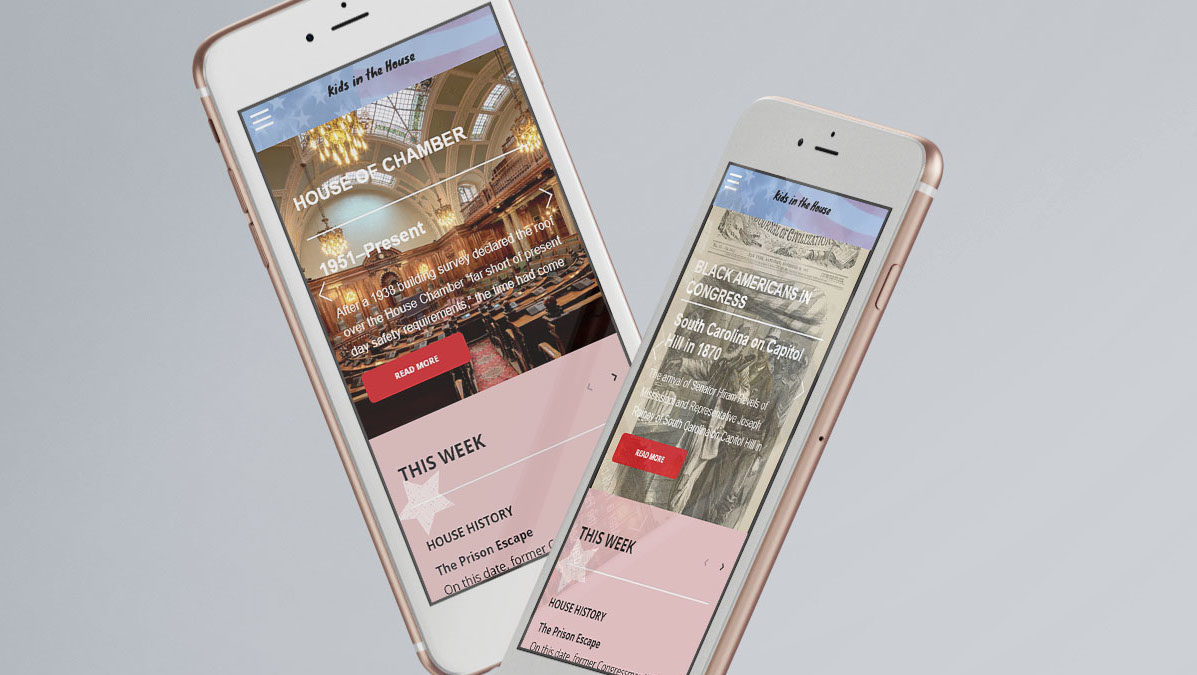 Kids in the House
HOUSE OF CHAMBER
1951–Present
After a 1938 building survey declared the roof
over the House Chamber "far short of present
day safety requirements," the time had come
READ MORE
THIS WEEK
HOUSE HISTORY
The Prison Escape
On this date, former
Kids in the House
JOURNAL OF CIVILISATION
BLACK AMERICANS IN
CONGRESS
South Carolina on Capitol
Hill in 1870
The arrival of Senator Hiram Revels of
Mississippi and Representative Joseph
Rainey of South Carolina on Capitol Hill in
READ MORE
THIS WEEK
HOUSE HISTORY
The Prison Escape
On this date, former